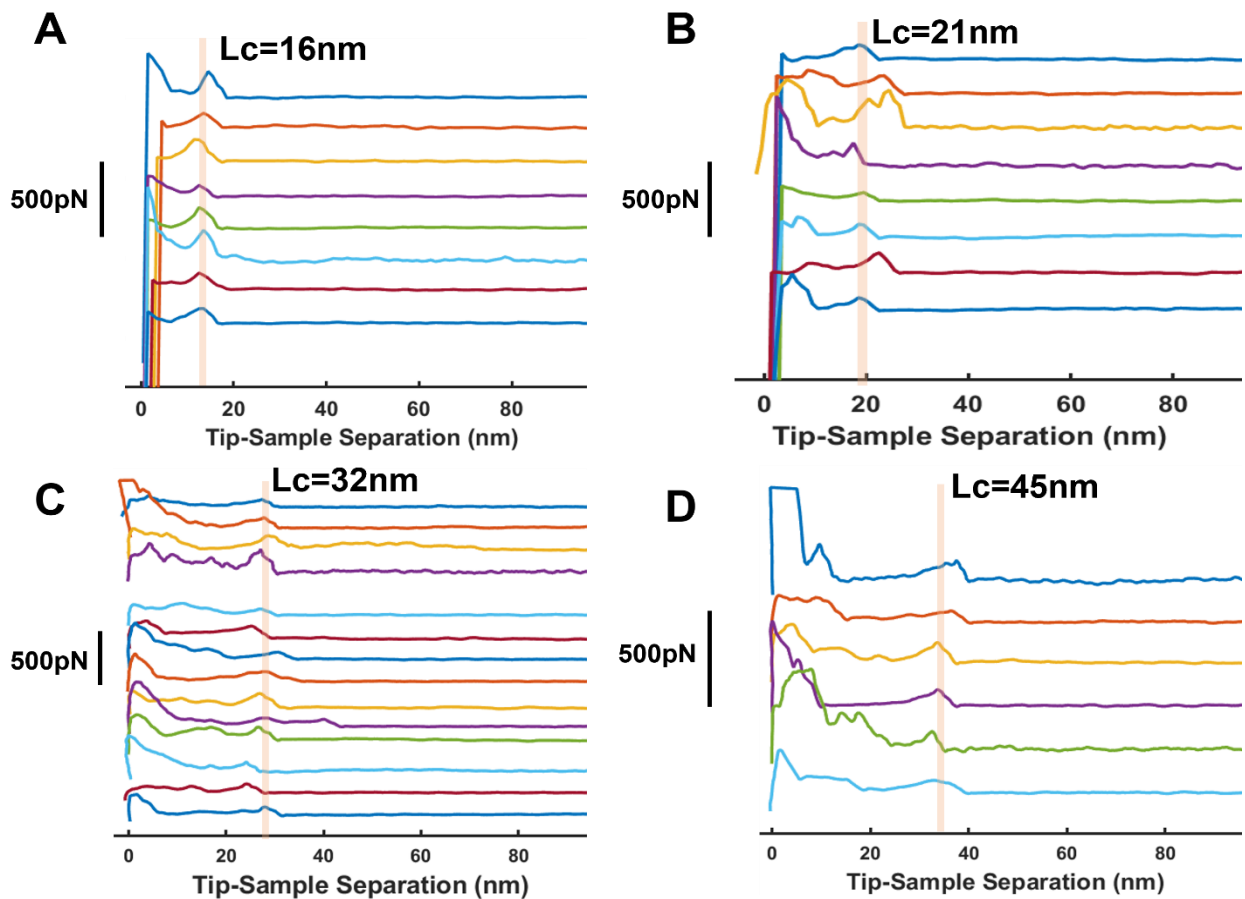 A
Lc=16nm
500pN
0 20 40 60 80
Tip-Sample Separation (nm)
B
Lc=21nm
500pN
0 20 40 60 80
Tip-Sample Separation (nm)
C
Lc=32nm
500pN
0 20 40 60 80
Tip-Sample Separation (nm)
D
Lc=45nm
500pN
0 20 40 60 80
Tip-Sample Separation (nm)